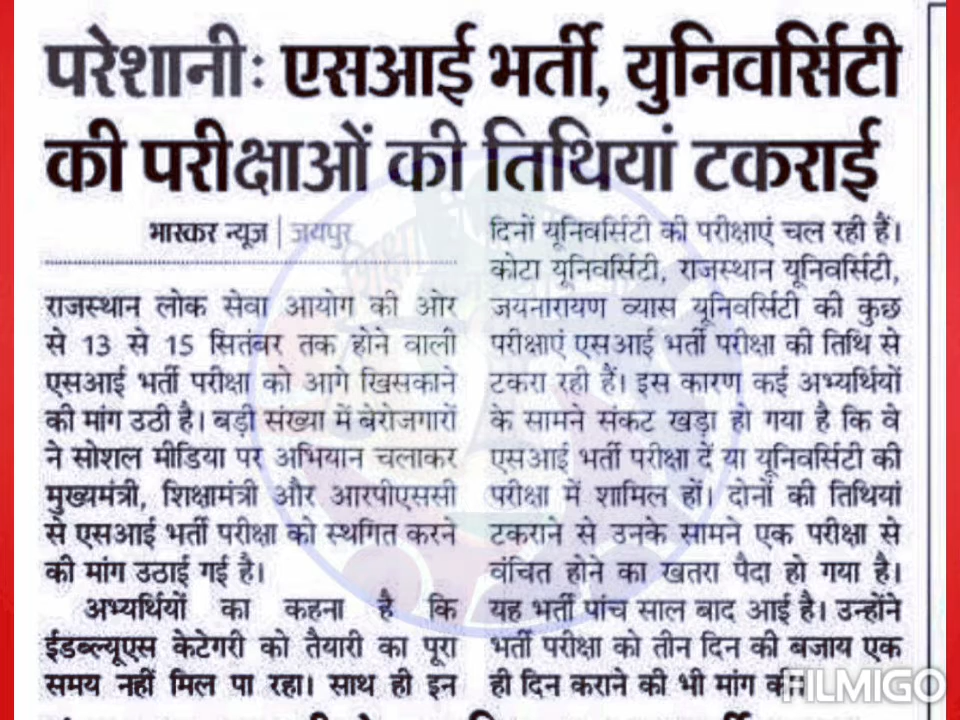 परेशानीः एसआई भर्ती, युनिवर्सिटी
की परीक्षाओं की तिथियां टकराई
भास्कर न्यूज | जयपुर
राजस्थान लोक सेवा आयोग की ओर
से 13 से 15 सितंबर तक होने वाली
एसआई भर्ती परीक्षा को आगे खिसकाने
की मांग उठी है। बड़ी संख्या में बेरोजगारों
ने सोशल मीडिया पर अभियान चलाकर
मुख्यमंत्री, शिक्षामंत्री और आरपीएससी
से एसआई भर्ती परीक्षा को स्थगित करने
की मांग उठाई गई है।
अभ्यर्थियों का कहना है कि
ईडब्ल्यूएस केटेगरी को तैयारी का पूरा
समय नहीं मिल पा रहा। साथ ही इन
दिनों यूनिवर्सिटी की परीक्षाएं चल रही हैं।
कोटा यूनिवर्सिटी, राजस्थान यूनिवर्सिटी,
जयनारायण व्यास यूनिवर्सिटी की कुछ
परीक्षाएं एसआई भर्ती परीक्षा की तिथि से
टकरा रही हैं। इस कारण कई अभ्यर्थियों
के सामने संकट खड़ा हो गया है कि वे
एसआई भर्ती परीक्षा दें या यूनिवर्सिटी की
परीक्षा में शामिल हों। दोनों की तिथियां
टकराने से उनके सामने एक परीक्षा से
वंचित होने का खतरा पैदा हो गया है।
यह भर्ती पांच साल बाद आई है। उन्होंने
भर्ती परीक्षा को तीन दिन की बजाय एक
ही दिन कराने की भी मांग की।
FILMIGO